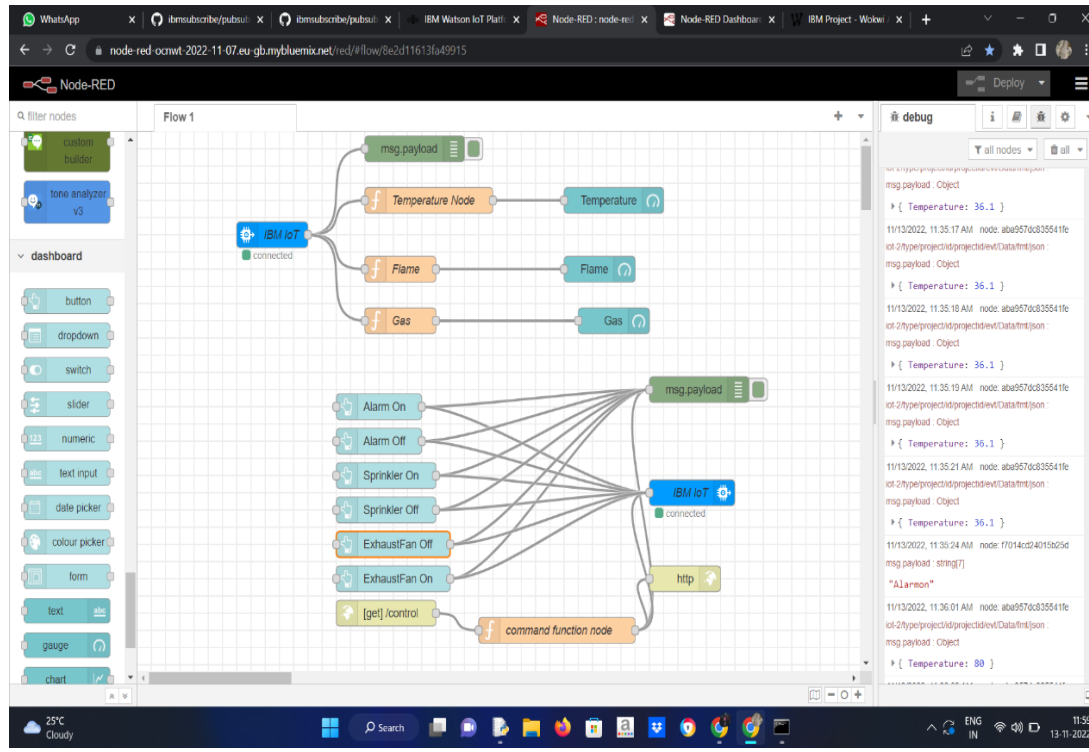 WhatsApp
ibmsubscribe/pubsub
ibmsubscribe/pubsub
IBM Watson IoT Platf
Node-RED : node-red
Node-RED Dashboar
IBM Project - Wokwi
node-red-ocnwt-2022-11-07.eu-gb.mybluemix.net/red/#flow/8e2d11613fa49915
Node-RED
Deploy
filter nodes
Flow 1
debug
all nodes
all
custom
builder
tone analyzer
v3
dashboard
button
dropdown
switch
slider
numeric
text input
date picker
colour picker
form
text
abc
gauge
chart
msg.payload
Temperature Node
Temperature
IBM IoT
connected
Flame
Flame
Gas
Gas
msg.payload
Alarm On
Alarm Off
Sprinkler On
Sprinkler Off
ExhaustFan Off
ExhaustFan On
[get] /control
IBM IoT
connected
http
command function node
msg.payload : Object
{ Temperature: 36.1 }
11/13/2022, 11:35:17 AM node: aba957dc835541fe
iot-2/type/project/id/projectid/evt/Data/fmt/json :
msg.payload : Object
{ Temperature: 36.1 }
11/13/2022, 11:35:18 AM node: aba957dc835541fe
iot-2/type/project/id/projectid/evt/Data/fmt/json :
msg.payload : Object
{ Temperature: 36.1 }
11/13/2022, 11:35:19 AM node: aba957dc835541fe
iot-2/type/project/id/projectid/evt/Data/fmt/json :
msg.payload : Object
{ Temperature: 36.1 }
11/13/2022, 11:35:21 AM node: aba957dc835541fe
iot-2/type/project/id/projectid/evt/Data/fmt/json :
msg.payload : Object
{ Temperature: 36.1 }
11/13/2022, 11:35:24 AM node: f7014cd24015b25d
msg.payload : string[7]
"Alarmon"
11/13/2022, 11:36:01 AM node: aba957dc835541fe
iot-2/type/project/id/projectid/evt/Data/fmt/json :
msg.payload : Object
{ Temperature: 80 }
25°C
Cloudy
Search
ENG
IN
11:59
13-11-2022